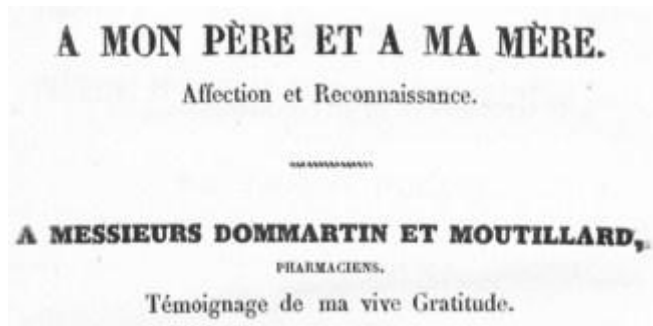 A MON PÈRE ET A MA MÈRE.
Affection et Reconnaissance.
A MESSIEURS DOMMARTIN ET MOUTILLARD,
PHARMACIENS.
Témoignage de ma vive Gratitude.